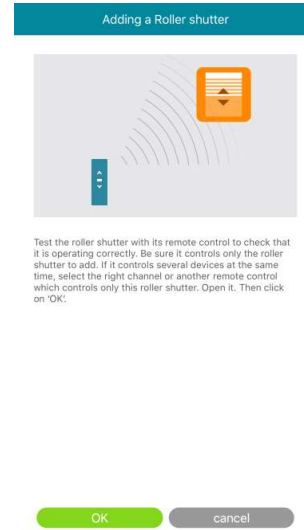 Adding a Roller shutter
Test the roller shutter with its remote control to check that
it is operating correctly. Be sure it controls only the roller
shutter to add. If it controls several devices at the same
time, select the right channel or another remote control
which controls only this roller shutter. Open it. Then click
on 'OK'.
OK
cancel